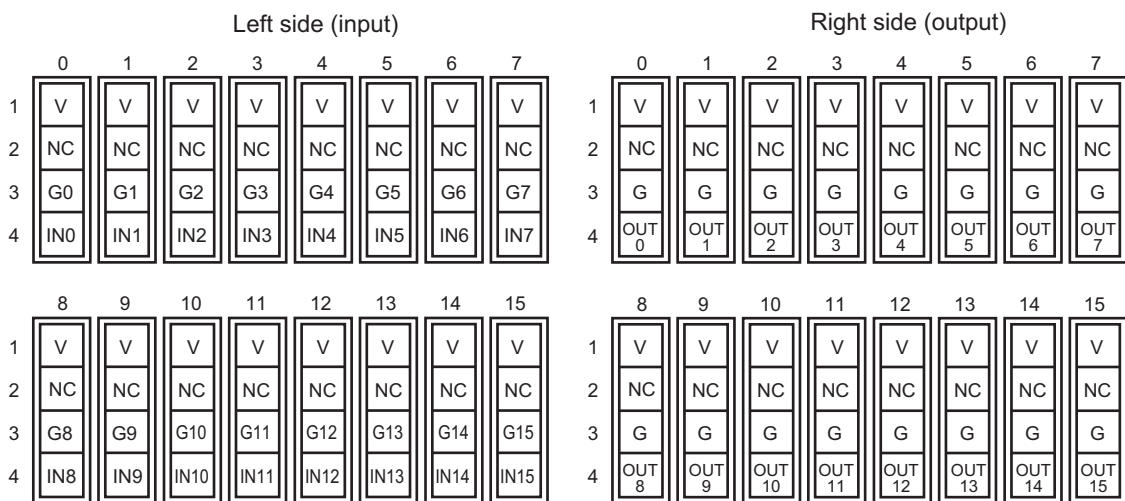 Left side (input)
0 1 2 3 4 5 6 7
1 V V V V V V V V
2 NC NC NC NC NC NC NC NC
3 G0 G1 G2 G3 G4 G5 G6 G7
4 IN0 IN1 IN2 IN3 IN4 IN5 IN6 IN7
8 9 10 11 12 13 14 15
1 V V V V V V V V
2 NC NC NC NC NC NC NC NC
3 G8 G9 G10 G11 G12 G13 G14 G15
4 IN8 IN9 IN10 IN11 IN12 IN13 IN14 IN15
Right side (output)
0 1 2 3 4 5 6 7
1 V V V V V V V V
2 NC NC NC NC NC NC NC NC
3 G G G G G G G G
4 OUT OUT OUT OUT OUT OUT OUT OUT
0 1 2 3 4 5 6 7
8 9 10 11 12 13 14 15
1 V V V V V V V V
2 NC NC NC NC NC NC NC NC
3 G G G G G G G G
4 OUT OUT OUT OUT OUT OUT OUT OUT
8 9 10 11 12 13 14 15